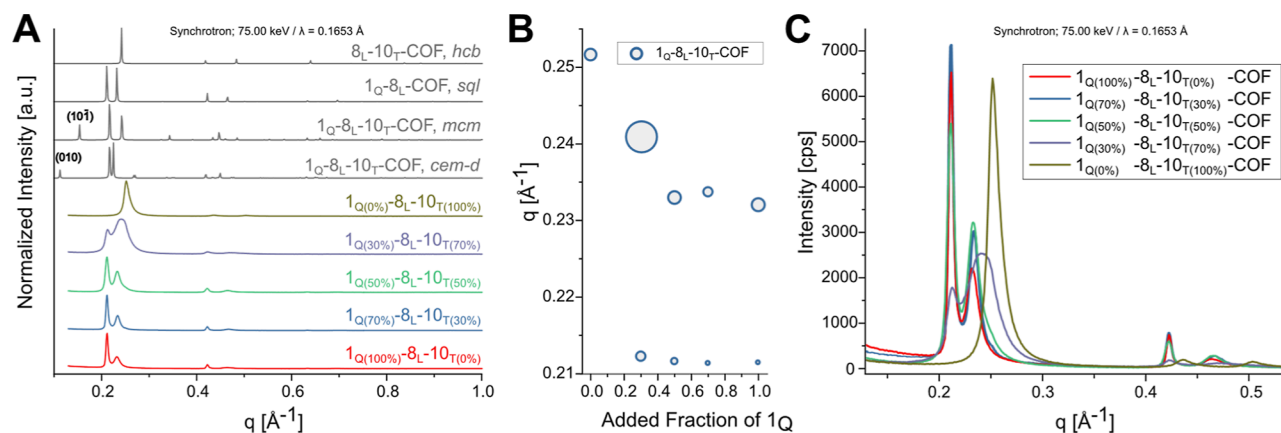 A
Synchrotron; 75.00 keV / λ = 0.1653 Å
8L-10T-COF, hcb
1Q-8L-COF, sql
(101̄)
1Q-8L-10T-COF, mcm
(010)
1Q-8L-10T-COF, cem-d
1Q(0%)-8L-10T(100%)
1Q(30%)-8L-10T(70%)
1Q(50%)-8L-10T(50%)
1Q(70%)-8L-10T(30%)
1Q(100%)-8L-10T(0%)
Normalized Intensity [a.u.]
0.2 0.4 0.6 0.8 1.0
q [Å-1]
B
1Q-8L-10T-COF
0.25
0.24
0.23
0.22
0.21
q [Å-1]
0.0 0.2 0.4 0.6 0.8 1.0
Added Fraction of 1Q
C
Synchrotron; 75.00 keV / λ = 0.1653 Å
1Q(100%)-8L-10T(0%) -COF
1Q(70%) -8L-10T(30%) -COF
1Q(50%) -8L-10T(50%) -COF
1Q(30%) -8L-10T(70%) -COF
1Q(0%) -8L-10T(100%)-COF
7000
6000
5000
4000
3000
2000
1000
0
Intensity [cps]
0.2 0.3 0.4 0.5
q [Å-1]